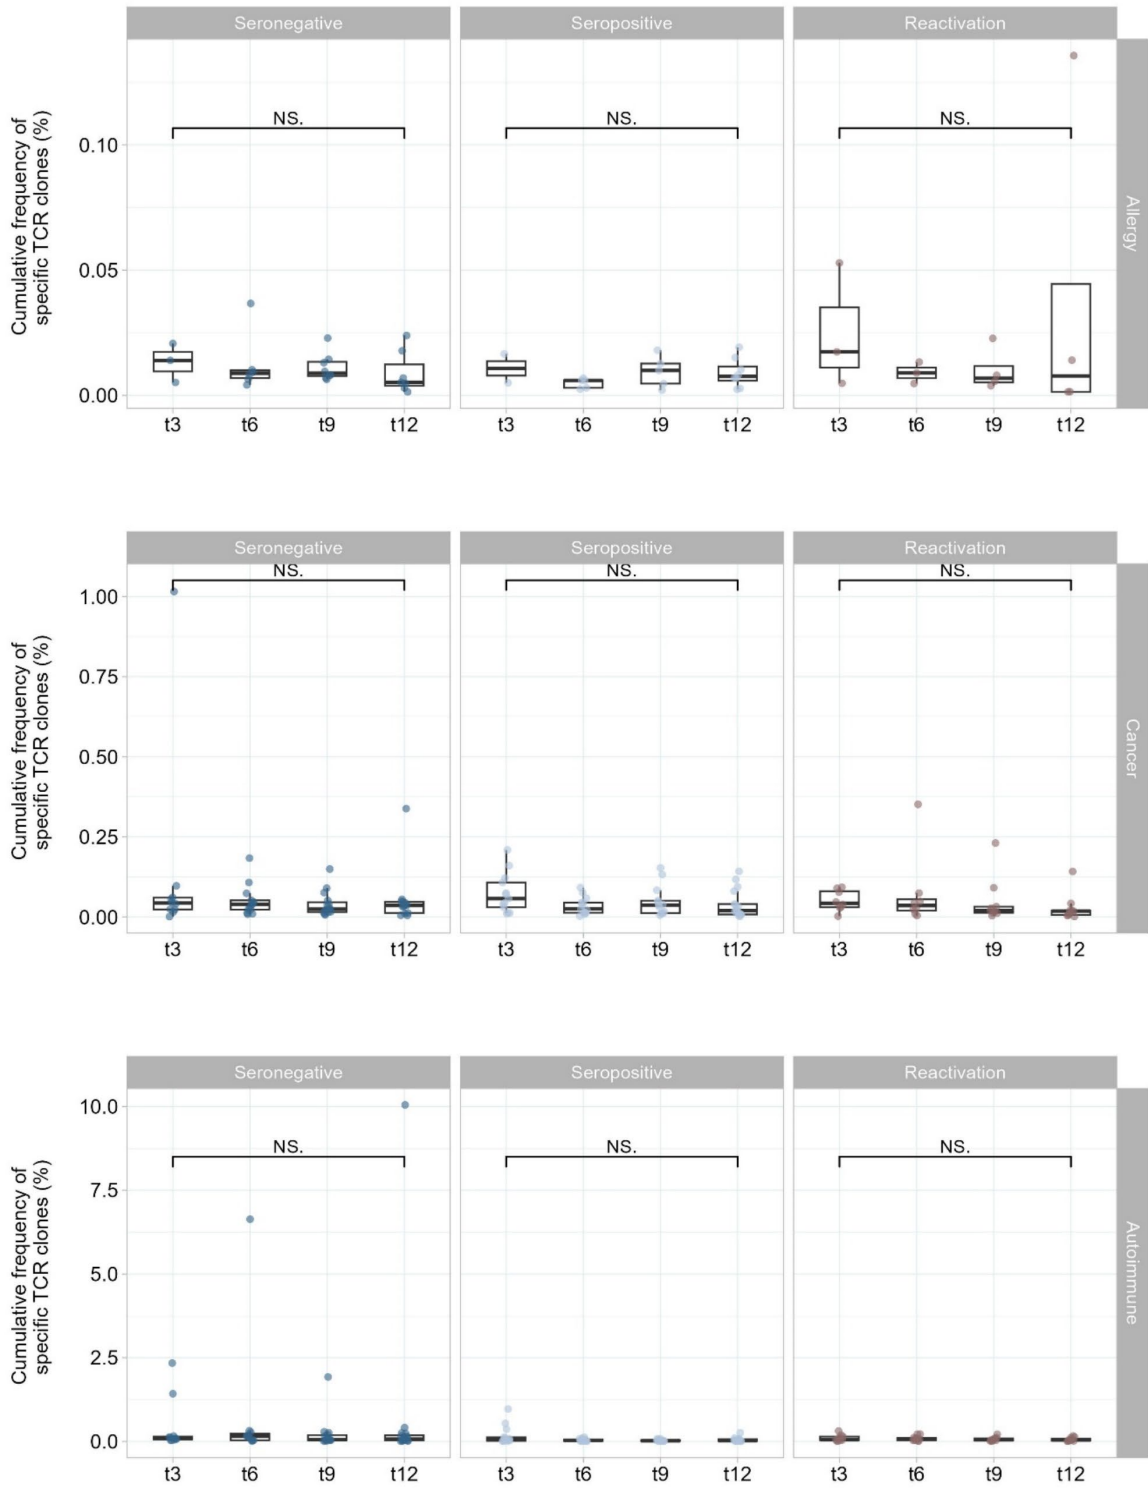 Seronegative Seropositive Reactivation
Cumulative frequency of
specific TCR clones (%)
0.10
0.05
0.00
NS. NS. NS.
Allergy
t3 t6 t9 t12 t3 t6 t9 t12 t3 t6 t9 t12
Seronegative Seropositive Reactivation
Cumulative frequency of
specific TCR clones (%)
NS. NS. NS.
1.00
0.75
0.50
0.25
0.00
Cancer
t3 t6 t9 t12 t3 t6 t9 t12 t3 t6 t9 t12
Seronegative Seropositive Reactivation
Cumulative frequency of
specific TCR clones (%)
10.0
NS. NS. NS.
7.5
5.0
2.5
0.0
Autoimmune
t3 t6 t9 t12 t3 t6 t9 t12 t3 t6 t9 t12